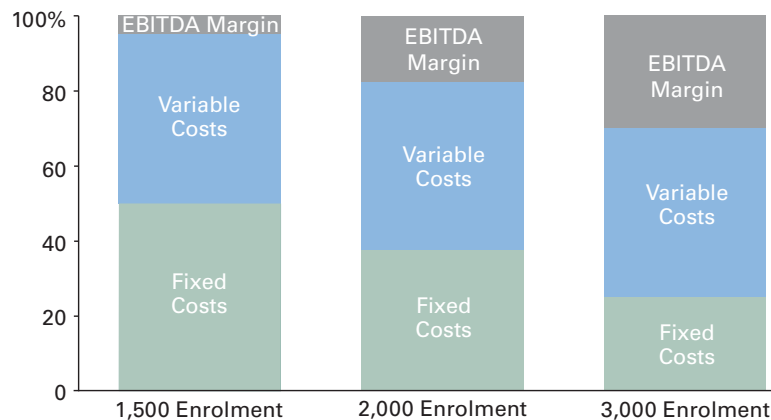 100%
80
60
40
20
0
EBITDA Margin
Variable
Costs
Fixed
Costs
1,500 Enrolment
EBITDA
Margin
Variable
Costs
Fixed
Costs
2,000 Enrolment
EBITDA
Margin
Variable
Costs
Fixed
Costs
3,000 Enrolment